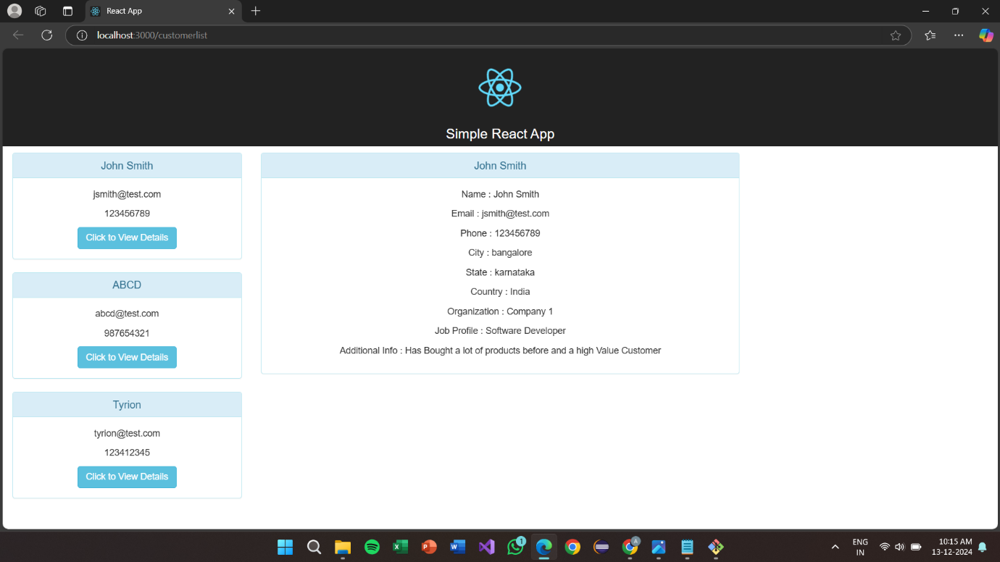 React App
localhost:3000/customerlist
Simple React App
John Smith
jsmith@test.com
123456789
Click to View Details
ABCD
abcd@test.com
987654321
Click to View Details
Tyrion
tyrion@test.com
123412345
Click to View Details
John Smith
Name : John Smith
Email : jsmith@test.com
Phone : 123456789
City : bangalore
State : karnataka
Country : India
Organization : Company 1
Job Profile : Software Developer
Additional Info : Has Bought a lot of products before and a high Value Customer
1
A
ENG
IN
10:15 AM
13-12-2024